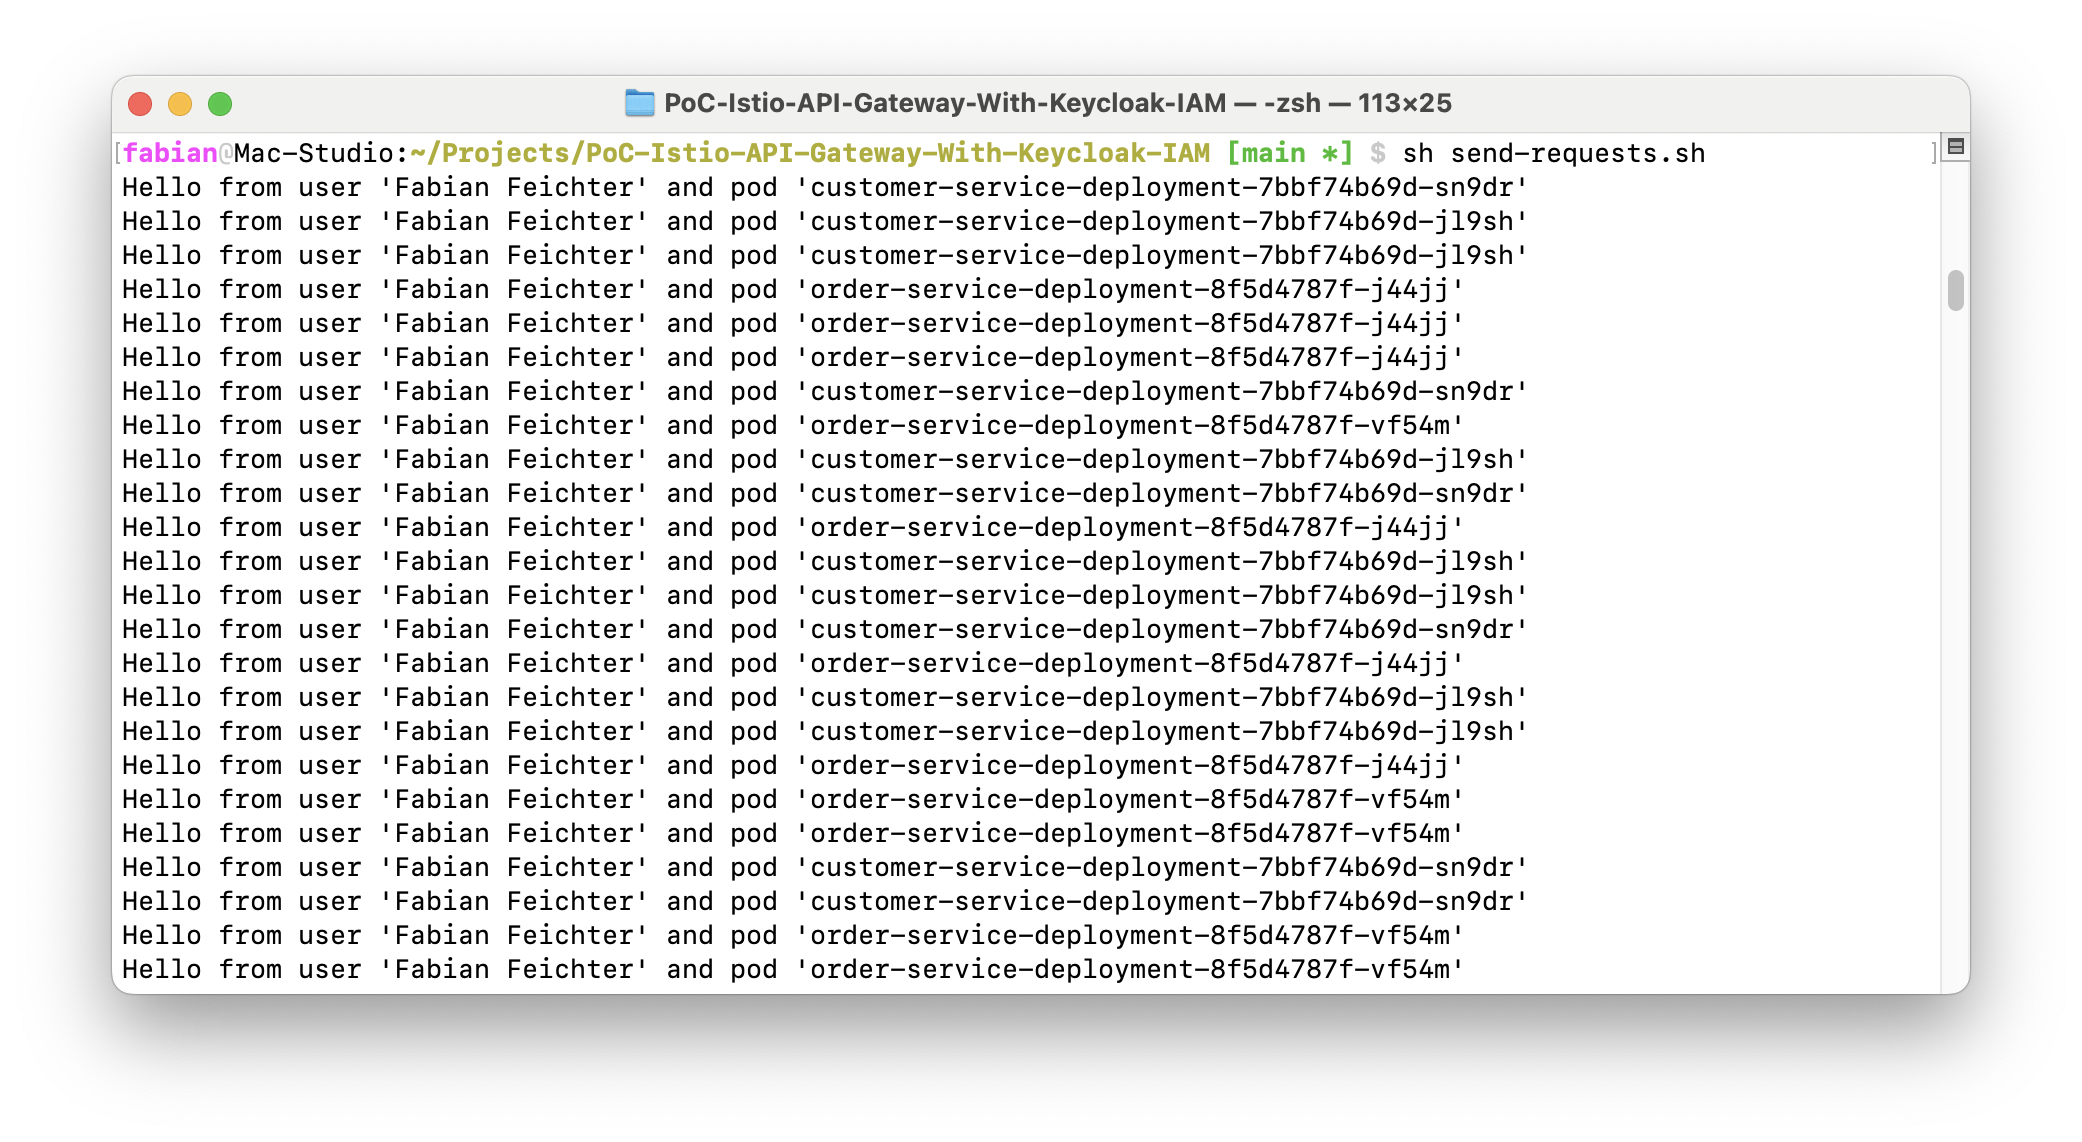 PoC-Istio-API-Gateway-With-Keycloak-IAM — -zsh — 113×25
[fabian@Mac-Studio:~/Projects/PoC-Istio-API-Gateway-With-Keycloak-IAM [main *] $ sh send-requests.sh ]
Hello from user 'Fabian Feichter' and pod 'customer-service-deployment-7bbf74b69d-sn9dr'
Hello from user 'Fabian Feichter' and pod 'customer-service-deployment-7bbf74b69d-jl9sh'
Hello from user 'Fabian Feichter' and pod 'customer-service-deployment-7bbf74b69d-jl9sh'
Hello from user 'Fabian Feichter' and pod 'order-service-deployment-8f5d4787f-j44jj'
Hello from user 'Fabian Feichter' and pod 'order-service-deployment-8f5d4787f-j44jj'
Hello from user 'Fabian Feichter' and pod 'order-service-deployment-8f5d4787f-j44jj'
Hello from user 'Fabian Feichter' and pod 'customer-service-deployment-7bbf74b69d-sn9dr'
Hello from user 'Fabian Feichter' and pod 'order-service-deployment-8f5d4787f-vf54m'
Hello from user 'Fabian Feichter' and pod 'customer-service-deployment-7bbf74b69d-jl9sh'
Hello from user 'Fabian Feichter' and pod 'customer-service-deployment-7bbf74b69d-sn9dr'
Hello from user 'Fabian Feichter' and pod 'order-service-deployment-8f5d4787f-j44jj'
Hello from user 'Fabian Feichter' and pod 'customer-service-deployment-7bbf74b69d-jl9sh'
Hello from user 'Fabian Feichter' and pod 'customer-service-deployment-7bbf74b69d-jl9sh'
Hello from user 'Fabian Feichter' and pod 'customer-service-deployment-7bbf74b69d-sn9dr'
Hello from user 'Fabian Feichter' and pod 'order-service-deployment-8f5d4787f-j44jj'
Hello from user 'Fabian Feichter' and pod 'customer-service-deployment-7bbf74b69d-jl9sh'
Hello from user 'Fabian Feichter' and pod 'customer-service-deployment-7bbf74b69d-jl9sh'
Hello from user 'Fabian Feichter' and pod 'order-service-deployment-8f5d4787f-j44jj'
Hello from user 'Fabian Feichter' and pod 'order-service-deployment-8f5d4787f-vf54m'
Hello from user 'Fabian Feichter' and pod 'order-service-deployment-8f5d4787f-vf54m'
Hello from user 'Fabian Feichter' and pod 'customer-service-deployment-7bbf74b69d-sn9dr'
Hello from user 'Fabian Feichter' and pod 'customer-service-deployment-7bbf74b69d-sn9dr'
Hello from user 'Fabian Feichter' and pod 'order-service-deployment-8f5d4787f-vf54m'
Hello from user 'Fabian Feichter' and pod 'order-service-deployment-8f5d4787f-vf54m'